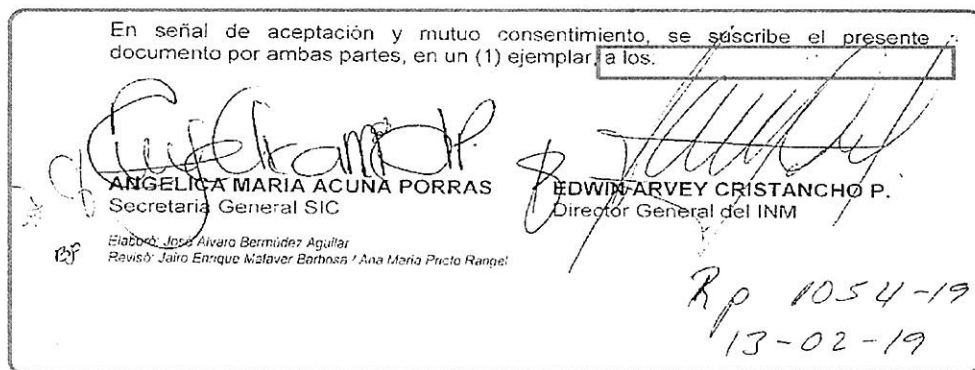 En señal de aceptación y mutuo consentimiento, se suscribe el presente
documento por ambas partes, en un (1) ejemplar, a los.
ANGELICA MARIA ACUÑA PORRAS
Secretaria General SIC
EDWIN ARVEY CRISTANCHO P.
Director General del INM
Elaboró: José Alvaro Bermúdez Aguilar
Revisó: Jairo Enrique Malaver Barbosa / Ana María Prieto Rangel
Rp 1054-19
13-02-19